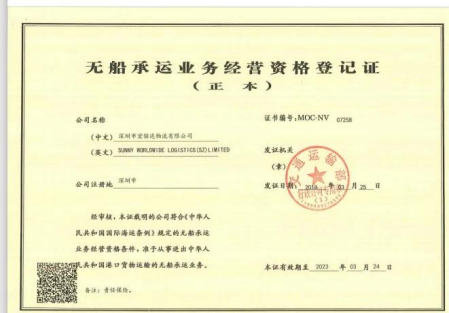 无船承运业务经营资格登记证
（正 本）
公司名称
证书编号:MOC-NV 07258
（中文） 深圳市宏信达物流有限公司
（英文） SUNNY WORLDWIDE LOGISTICS(SZ)LIMITED
发证机关
（章）
交通运输部
公司注册地 深圳市
发证日期: 2019 年 03 月 25 日
经审核，本证载明的公司符合《中华人
民共和国国际海运条例》规定的无船承运
业务经营资格条件，准予从事进出中华人
民共和国港口货物运输的无船承运业务。
本证有效期至 2023 年 03 月 24 日
备注：责任保险。